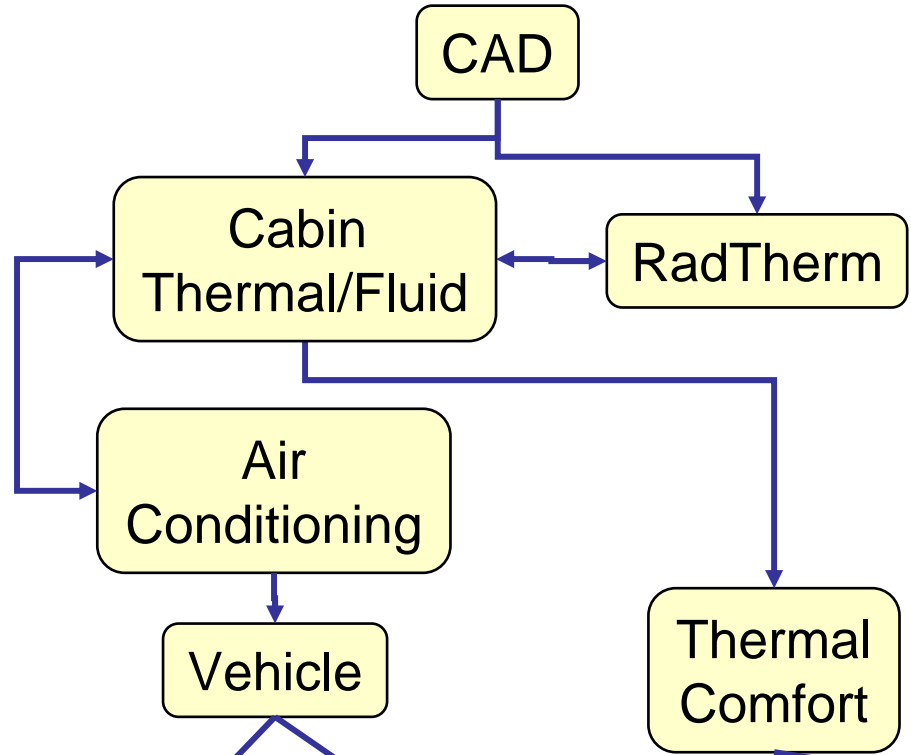 CAD
Cabin
Thermal/Fluid
RadTherm
Air
Conditioning
Vehicle
Thermal
Comfort